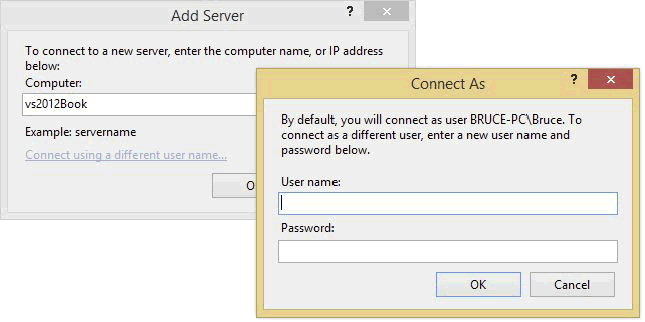 Add Server
?
To connect to a new server, enter the computer name, or IP address
below:
Computer:
vs2012Book
Example: servername
Connect using a different user name...
Connect As
?
By default, you will connect as user BRUCE-PC\Bruce. To
connect as a different user, enter a new user name and
password below.
User name:
Password:
OK
Cancel